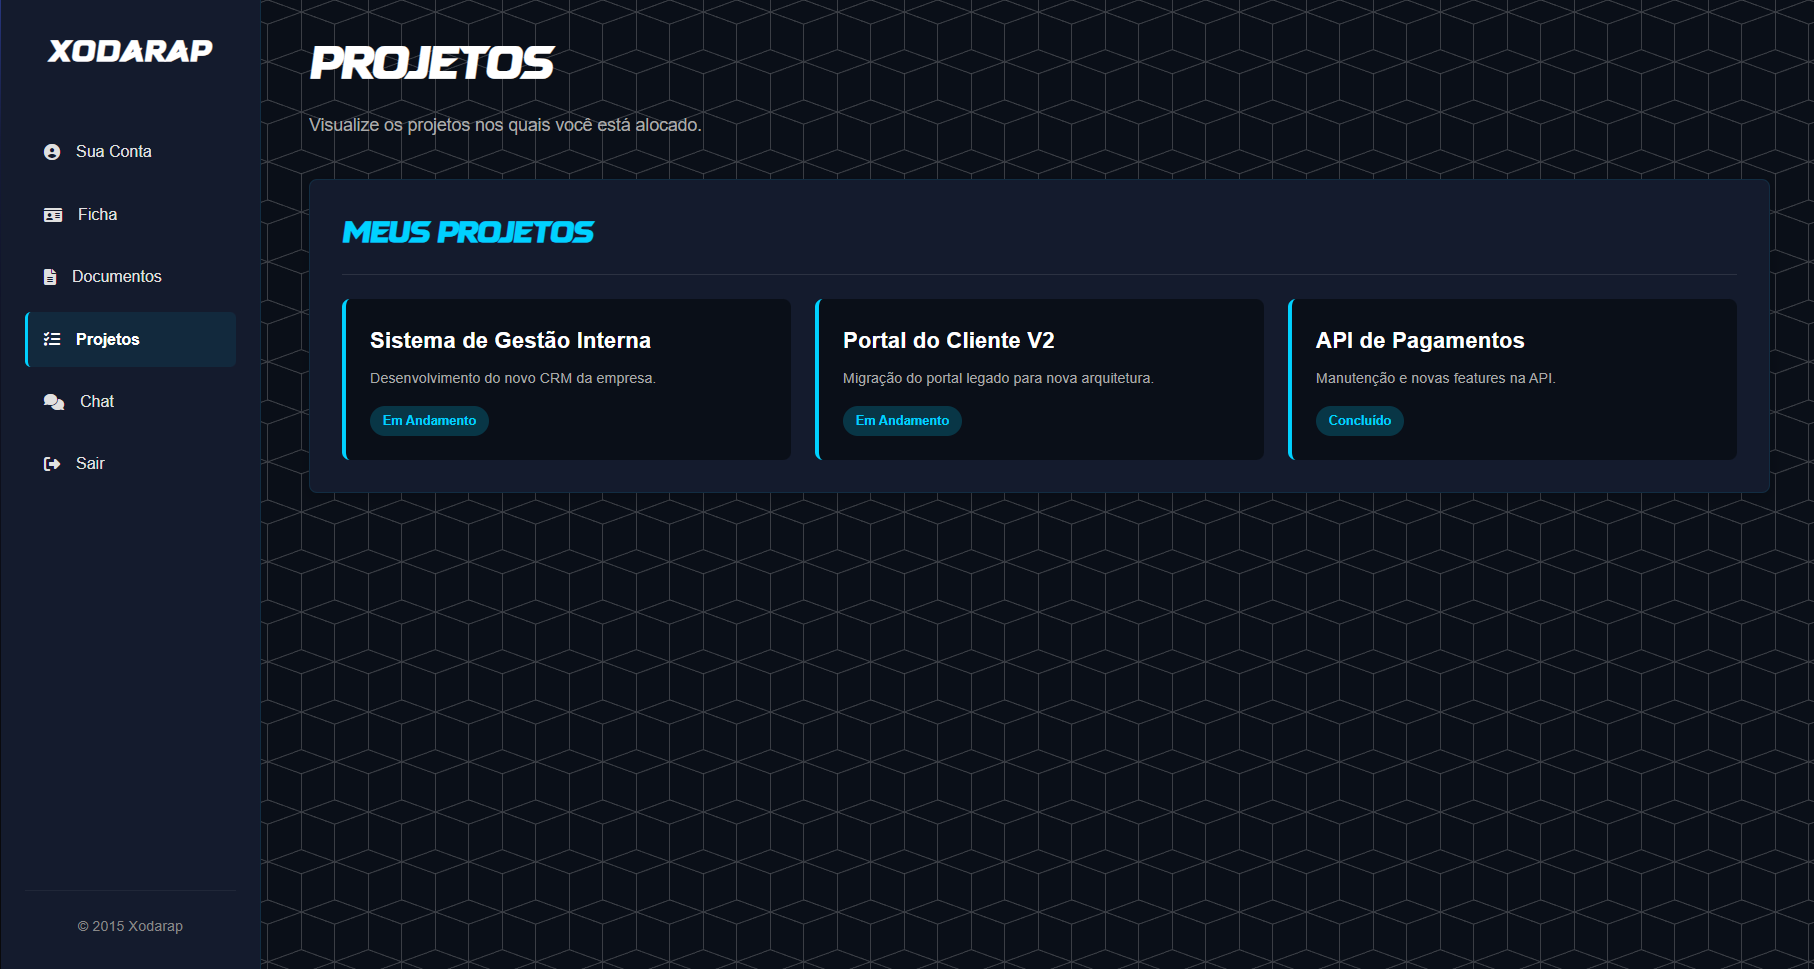 XODARAP
Sua Conta
Ficha
Documentos
Projetos
Chat
Sair
© 2015 Xodarap
PROJETOS
Visualize os projetos nos quais você está alocado.
MEUS PROJETOS
Sistema de Gestão Interna
Desenvolvimento do novo CRM da empresa.
Em Andamento
Portal do Cliente V2
Migração do portal legado para nova arquitetura.
Em Andamento
API de Pagamentos
Manutenção e novas features na API.
Concluído